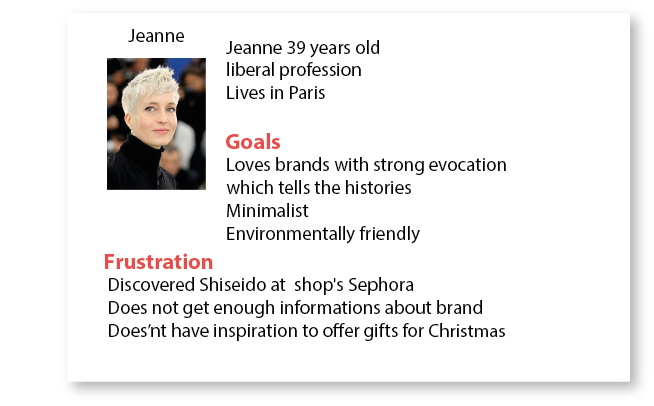 Jeanne
Jeanne 39 years old
liberal profession
Lives in Paris
Goals
Loves brands with strong evocation
which tells the histories
Minimalist
Environmentally friendly
Frustration
Discovered Shiseido at shop's Sephora
Does not get enough informations about brand
Does’nt have inspiration to offer gifts for Christmas